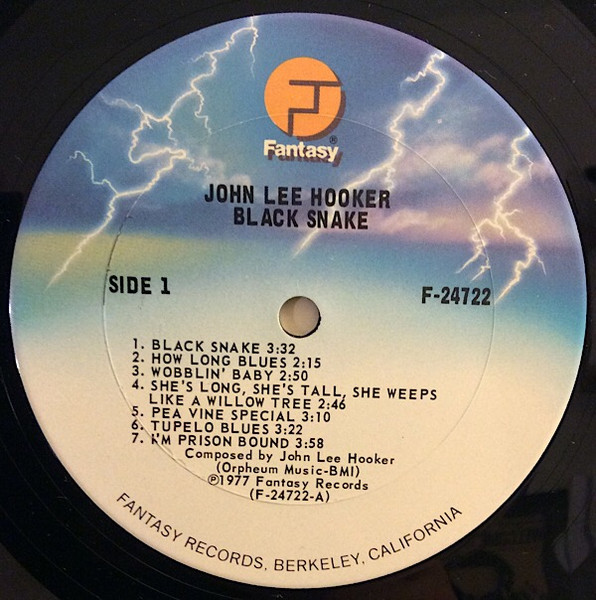 Fantasy®
JOHN LEE HOOKER
BLACK SNAKE
SIDE 1
F-24722
1. BLACK SNAKE 3:32
2. HOW LONG BLUES 2:15
3. WOBBLIN' BABY 2:50
4. SHE'S LONG, SHE'S TALL, SHE WEEPS
LIKE A WILLOW TREE 2:46
5. PEA VINE SPECIAL 3:10
6. TUPELO BLUES 3:22
7. I'M PRISON BOUND 3:58
Composed by John Lee Hooker
(Orpheum Music-BMI)
℗1977 Fantasy Records
(F-24722-A)
FANTASY RECORDS, BERKELEY, CALIFORNIA